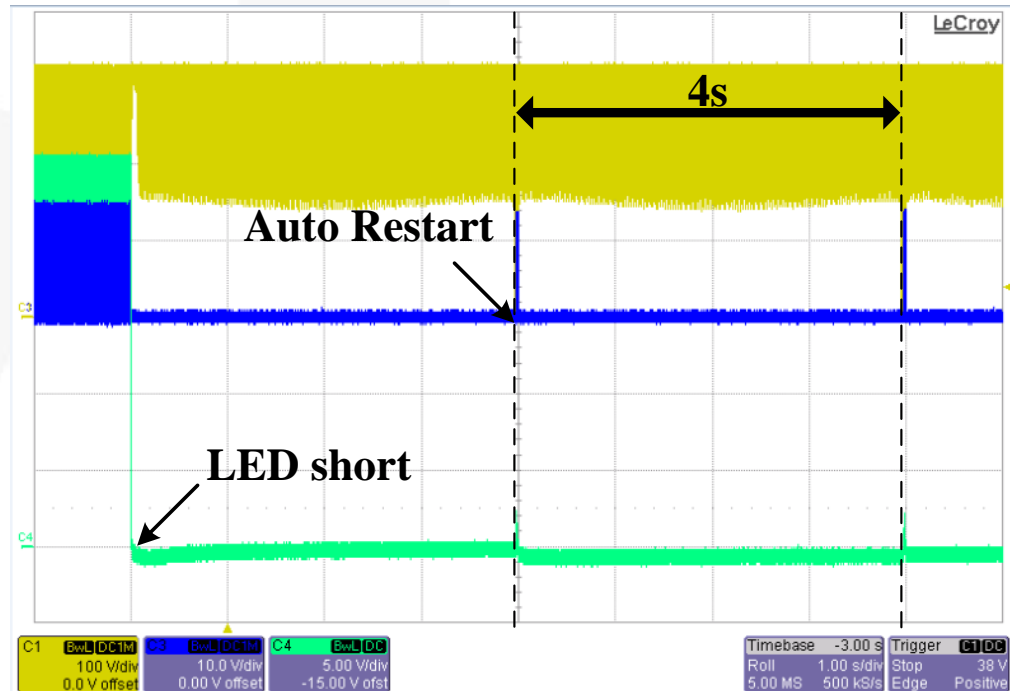 LeCroy
4s
Auto Restart
C3
LED short
C4
C1 BwL DC1M
100 V/div
0.0 V offset
C3 BwL DC1M
10.0 V/div
0.00 V offset
C4 BwL DC
5.00 V/div
-15.00 V ofst
Timebase -3.00 s
Roll 1.00 s/div
5.00 MS 500 kS/s
Trigger C1 DC
Stop 38 V
Edge Positive